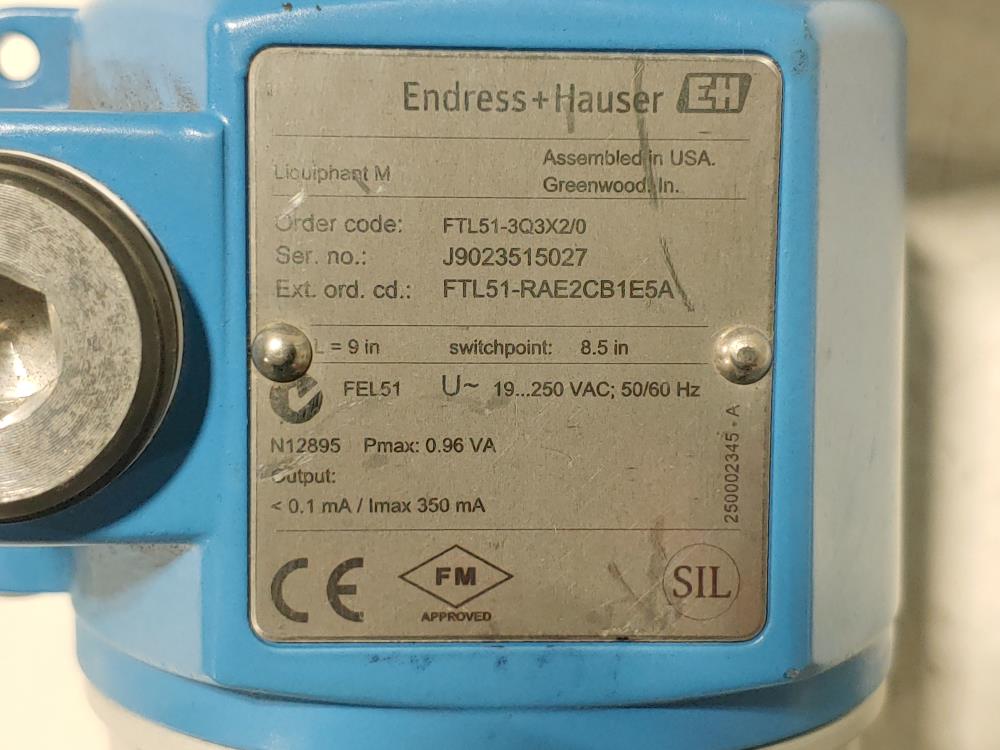 Endress+Hauser EH
Liquiphant M
Assembled in USA.
Greenwood, In.
Order code: FTL51-3Q3X2/0
Ser. no.: J9023515027
Ext. ord. cd.: FTL51-RAE2CB1E5A
L = 9 in switchpoint: 8.5 in
FEL51 U~ 19...250 VAC; 50/60 Hz
N12895 Pmax: 0.96 VA
Output:
< 0.1 mA / Imax 350 mA
250002345 - A
CE
FM
APPROVED
SIL